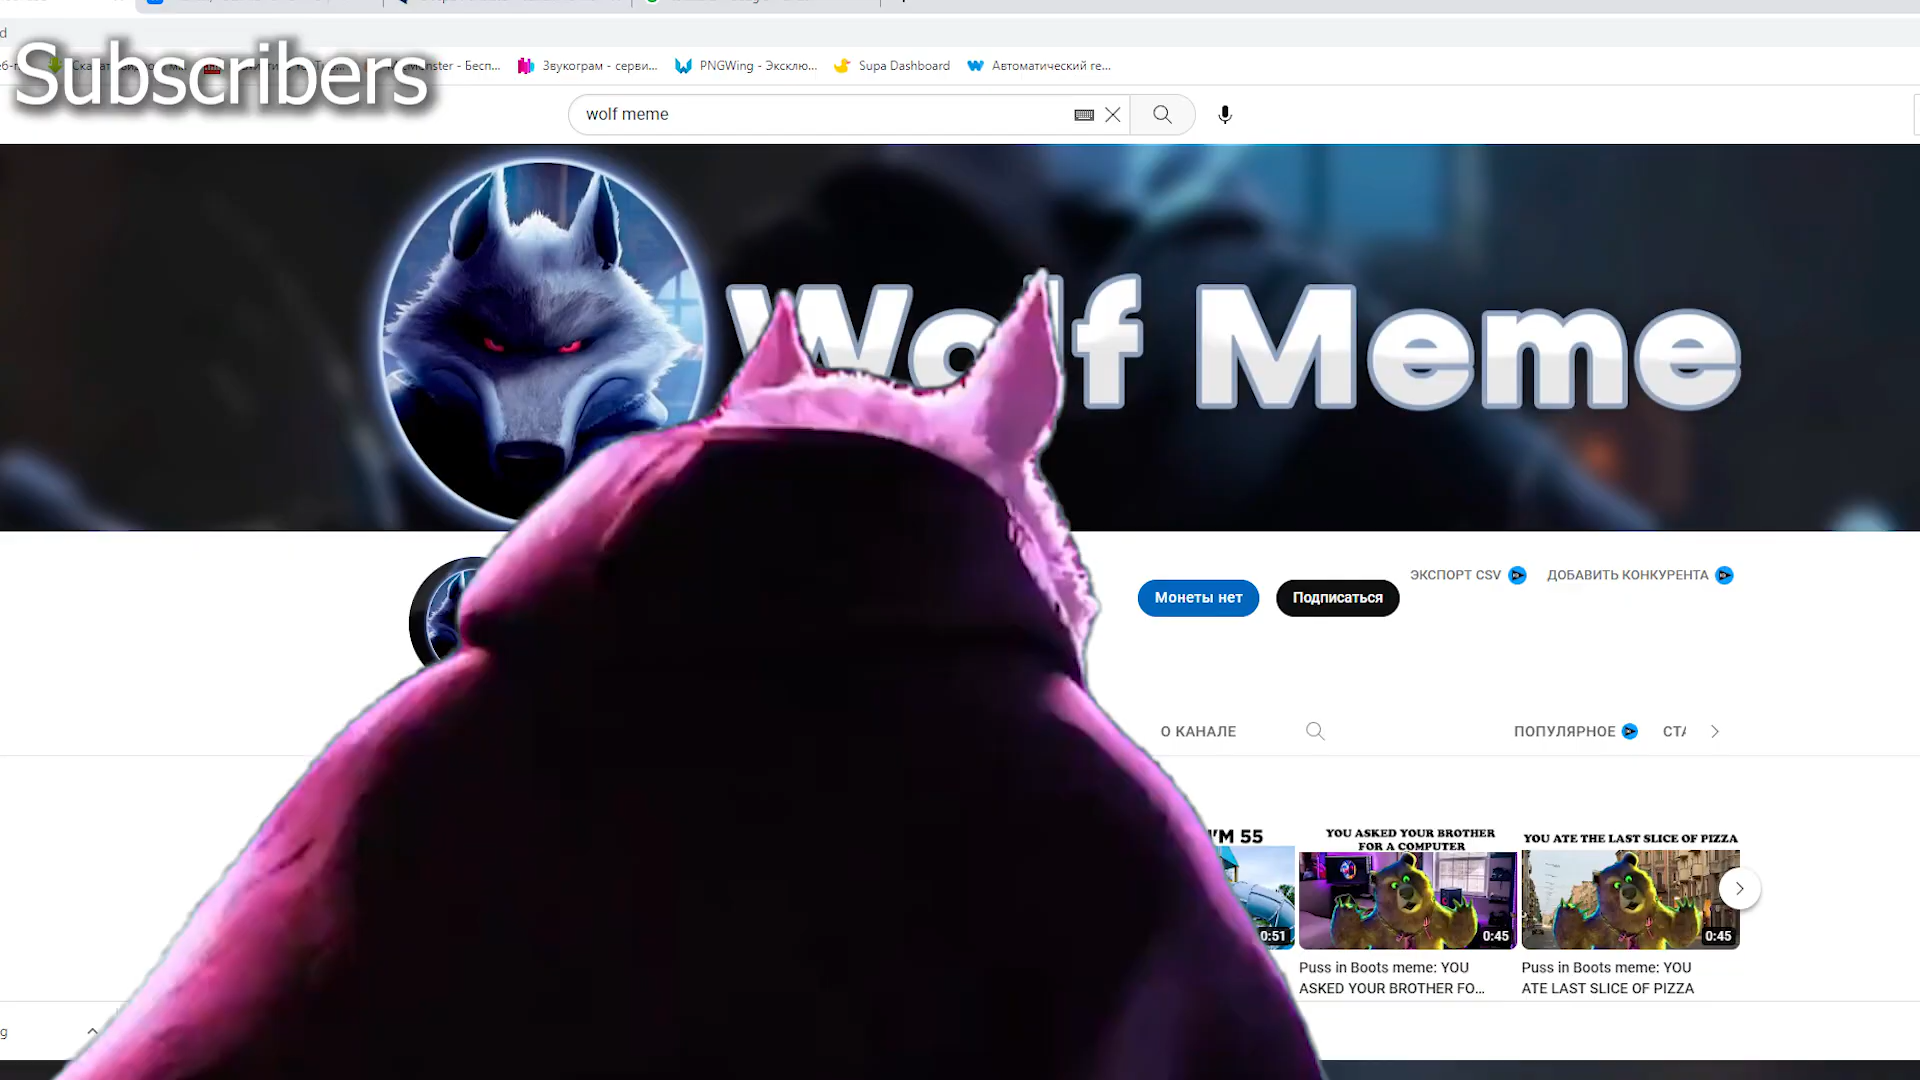 Subscribers
PNGWing - Эксклю...
Звукограм - серви...
Supa Dashboard
Автоматический ге...
wolf meme
Wolf Meme
Монеты нет
Подписаться
ЭКСПОРТ CSV
ДОБАВИТЬ КОНКУРЕНТА
О КАНАЛЕ
ПОПУЛЯРНОЕ
I'M 55
YOU ASKED YOUR BROTHER
FOR A COMPUTER
YOU ATE THE LAST SLICE OF PIZZA
0:51
0:45
0:45
Puss in Boots meme: YOU
ASKED YOUR BROTHER FO...
Puss in Boots meme: YOU
ATE LAST SLICE OF PIZZA